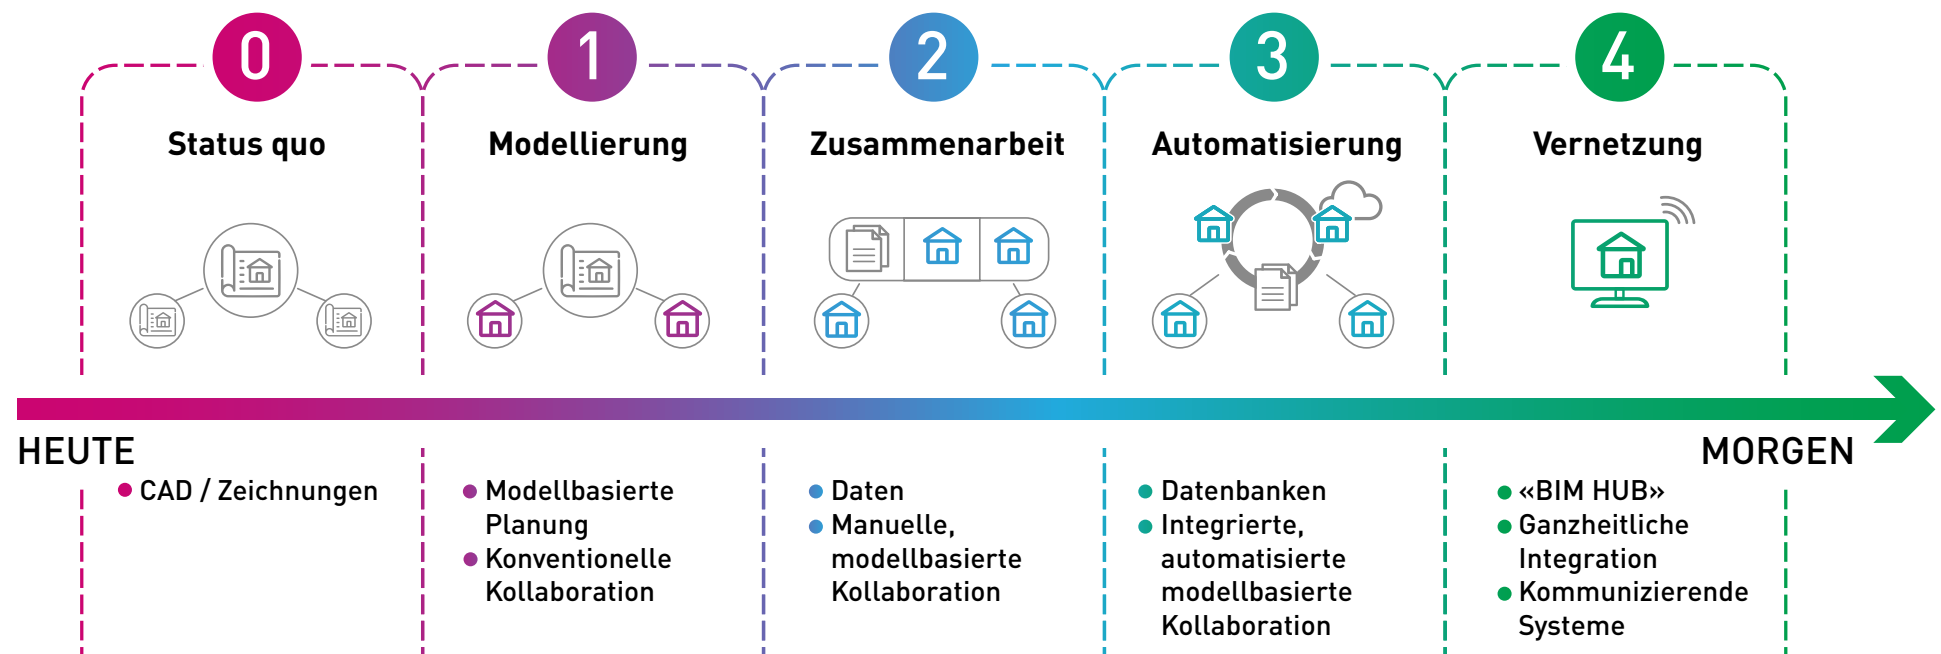 0
1
2
3
4
Status quo
Modellierung
Zusammenarbeit
Automatisierung
Vernetzung
HEUTE
MORGEN
CAD / Zeichnungen
Modellbasierte
Planung
Konventionelle
Kollaboration
Daten
Manuelle,
modellbasierte
Kollaboration
Datenbanken
Integrierte,
automatisierte
modellbasierte
Kollaboration
«BIM HUB»
Ganzheitliche
Integration
Kommunizierende
Systeme